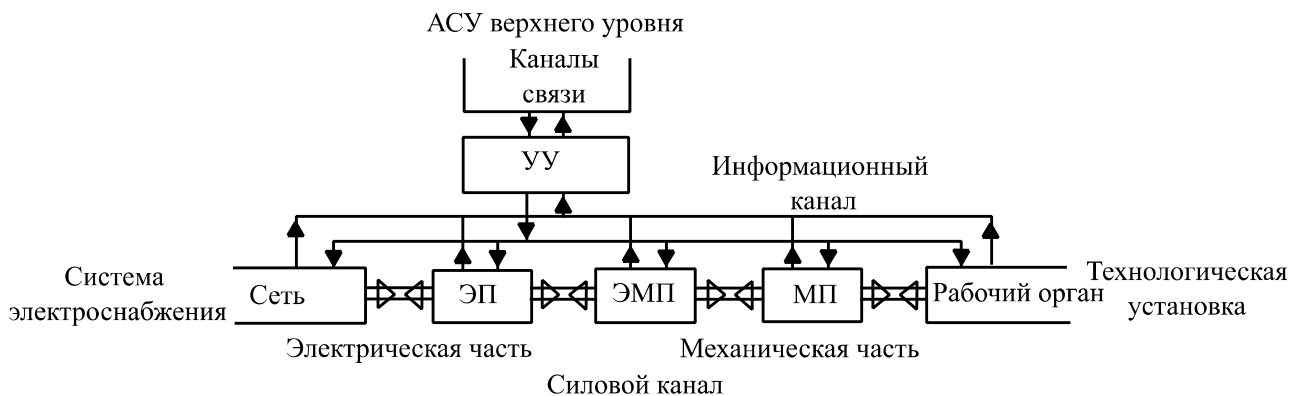 АСУ верхнего уровня
Каналы
связи
УУ
Информационный
канал
Система
электроснабжения
Сеть
ЭП
ЭМП
МП
Рабочий орган
Технологическая
установка
Электрическая часть
Механическая часть
Силовой канал